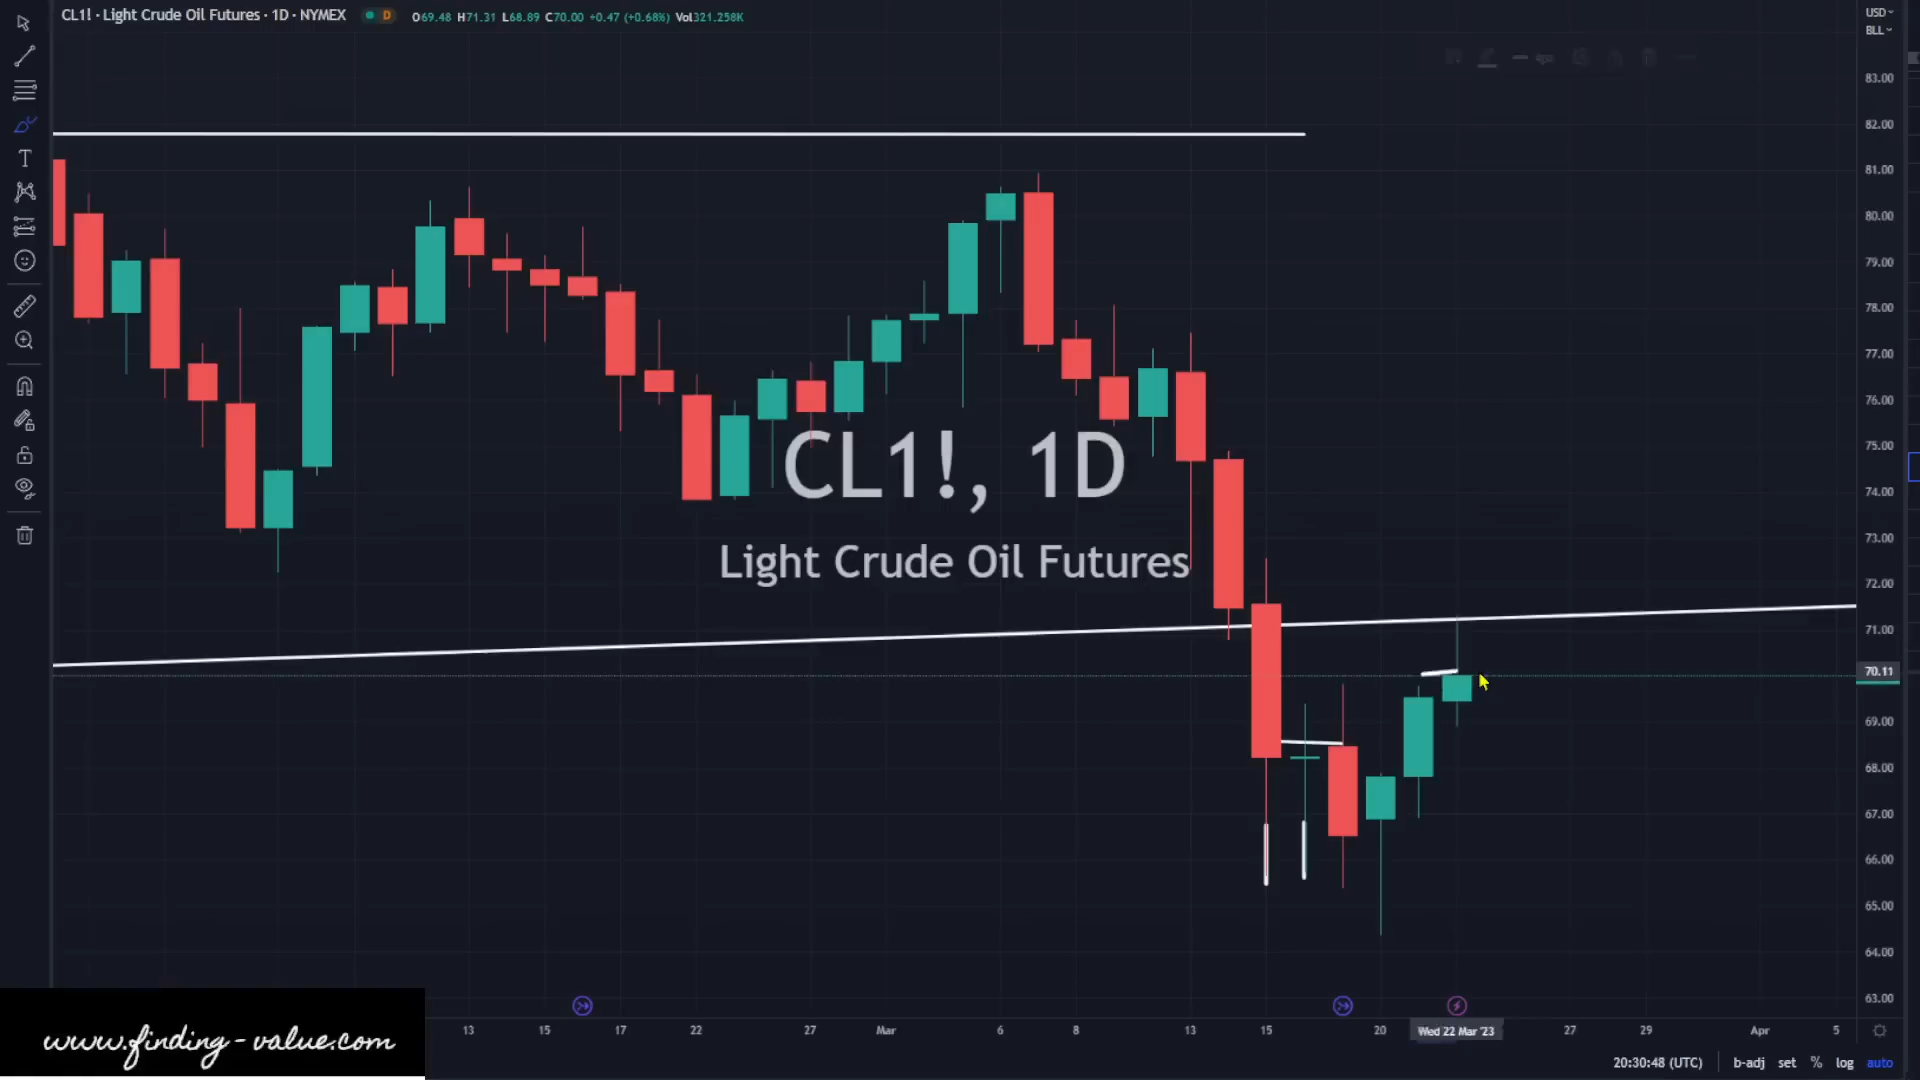 CL1! · Light Crude Oil Futures · 1D · NYMEX D O69.48 H71.31 L68.89 C70.00 +0.47 (+0.68%) Vol321.258K
USD
BLL
83.00
82.00
81.00
80.00
79.00
78.00
77.00
76.00
75.00
74.00
73.00
72.00
71.00
70.11
69.00
68.00
67.00
66.00
65.00
64.00
63.00
CL1!, 1D
Light Crude Oil Futures
13 15 17 22 27 Mar 6 8 13 15 20 Wed 22 Mar '23 27 29 Apr 5
www.finding-value.com
20:30:48 (UTC) b-adj set % log auto